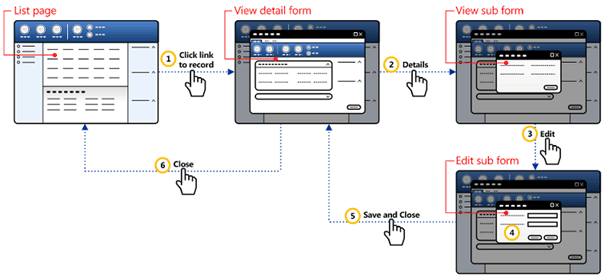 List page
View detail form
View sub form
1 Click link
to record
2 Details
3 Edit
Edit sub form
4
5 Save and Close
6 Close